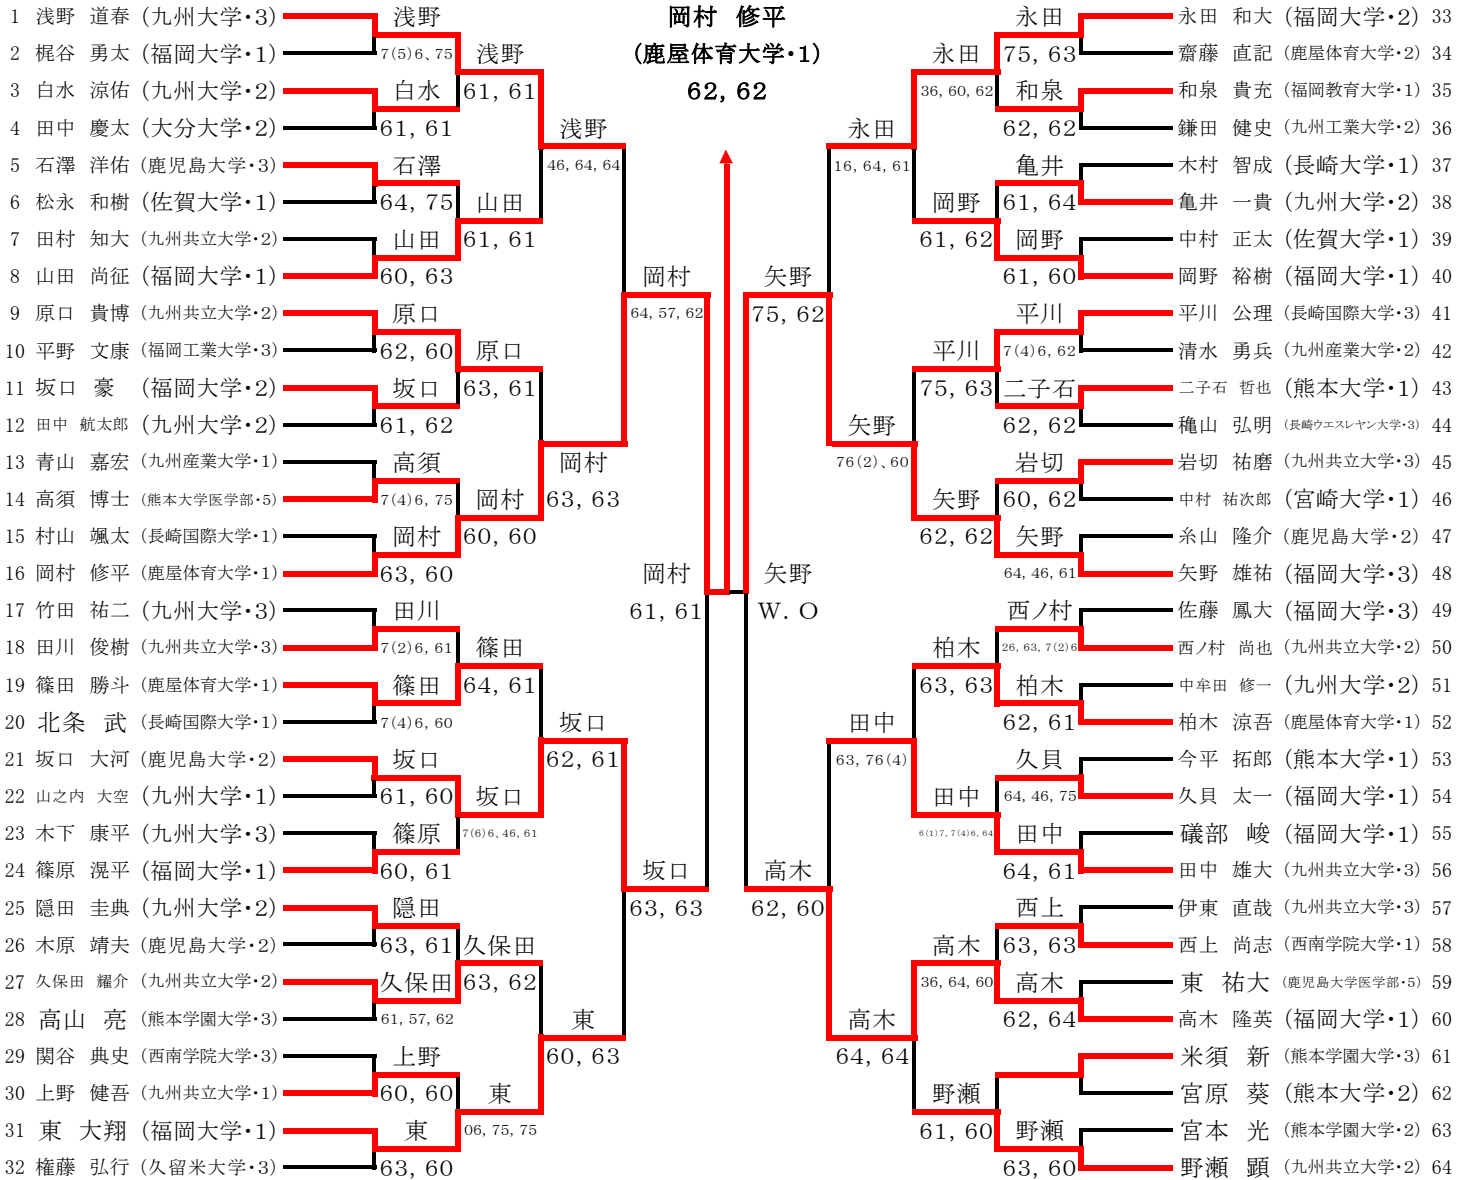 岡村 修平
(鹿屋体育大学・1)
62, 62
1 浅野 道春 (九州大学・3)
2 梶谷 勇太 (福岡大学・1)
3 白水 涼佑 (九州大学・2)
4 田中 慶太 (大分大学・2)
5 石澤 洋佑 (鹿児島大学・3)
6 松永 和樹 (佐賀大学・1)
7 田村 知大 (九州共立大学・2)
8 山田 尚征 (福岡大学・1)
9 原口 貴博 (九州共立大学・2)
10 平野 文康 (福岡工業大学・3)
11 坂口 豪 (福岡大学・2)
12 田中 航太郎 (九州大学・2)
13 青山 嘉宏 (九州産業大学・1)
14 高須 博士 (熊本大学医学部・5)
15 村山 颯太 (長崎国際大学・1)
16 岡村 修平 (鹿屋体育大学・1)
17 竹田 祐二 (九州大学・3)
18 田川 俊樹 (九州共立大学・3)
19 篠田 勝斗 (鹿屋体育大学・1)
20 北条 武 (長崎国際大学・1)
21 坂口 大河 (鹿児島大学・2)
22 山之内 大空 (九州大学・1)
23 木下 康平 (九州大学・3)
24 篠原 滉平 (福岡大学・1)
25 隠田 圭典 (九州大学・2)
26 木原 靖夫 (鹿児島大学・2)
27 久保田 耀介 (九州共立大学・2)
28 高山 亮 (熊本学園大学・3)
29 関谷 典史 (西南学院大学・3)
30 上野 健吾 (九州共立大学・1)
31 東 大翔 (福岡大学・1)
32 権藤 弘行 (久留米大学・3)
浅野
7(5)6、75
白水
61, 61
石澤
64, 75
山田
60, 63
原口
62, 60
坂口
61, 62
高須
7(4)6, 75
岡村
63, 60
田川
7(2)6, 61
篠田
7(4)6, 60
坂口
61, 60
篠原
60, 61
隠田
63, 61
久保田
61, 57, 62
上野
60, 60
東
63, 60
浅野
61, 61
山田
61, 61
原口
63, 61
岡村
60, 60
篠田
64, 61
坂口
7(6)6、46, 61
久保田
63, 62
東
06, 75, 75
浅野
46, 64, 64
岡村
63, 63
坂口
62, 61
東
60, 63
岡村
64, 57, 62
坂口
63, 63
岡村
61, 61
矢野
W. O
矢野
75, 62
高木
62, 60
永田
16, 64, 61
矢野
76(2)、60
田中
63, 76(4)
高木
64, 64
永田
36, 60, 62
岡野
61, 62
平川
75, 63
矢野
62, 62
柏木
63, 63
田中
6(1)7, 7(4)6, 64
高木
36, 64, 60
野瀬
61, 60
永田
75, 63
和泉
62, 62
亀井
61, 64
岡野
61, 60
平川
7(4)6, 62
二子石
62, 62
岩切
60, 62
矢野
64, 46, 61
西ノ村
26, 63, 7(2)6
柏木
62, 61
久貝
64, 46, 75
田中
64, 61
西上
63, 63
高木
62, 64
野瀬
63, 60
永田 和大 (福岡大学・2) 33
齋藤 直記 (鹿屋体育大学・2) 34
和泉 貴充 (福岡教育大学・1) 35
鎌田 健史 (九州工業大学・2) 36
木村 智成 (長崎大学・1) 37
亀井 一貴 (九州大学・2) 38
中村 正太 (佐賀大学・1) 39
岡野 裕樹 (福岡大学・1) 40
平川 公理 (長崎国際大学・3) 41
清水 勇兵 (九州産業大学・2) 42
二子石 哲也 (熊本大学・1) 43
穐山 弘明 (長崎ウエスレヤン大学・3) 44
岩切 祐磨 (九州共立大学・3) 45
中村 祐次郎 (宮崎大学・1) 46
糸山 隆介 (鹿児島大学・2) 47
矢野 雄祐 (福岡大学・3) 48
佐藤 鳳大 (福岡大学・3) 49
西ノ村 尚也 (九州共立大学・2) 50
中牟田 修一 (九州大学・2) 51
柏木 涼吾 (鹿屋体育大学・1) 52
今平 拓郎 (熊本大学・1) 53
久貝 太一 (福岡大学・1) 54
礒部 峻 (福岡大学・1) 55
田中 雄大 (九州共立大学・3) 56
伊東 直哉 (九州共立大学・3) 57
西上 尚志 (西南学院大学・1) 58
東 祐大 (鹿児島大学医学部・5) 59
高木 隆英 (福岡大学・1) 60
米須 新 (熊本学園大学・3) 61
宮原 葵 (熊本大学・2) 62
宮本 光 (熊本学園大学・2) 63
野瀬 顕 (九州共立大学・2) 64